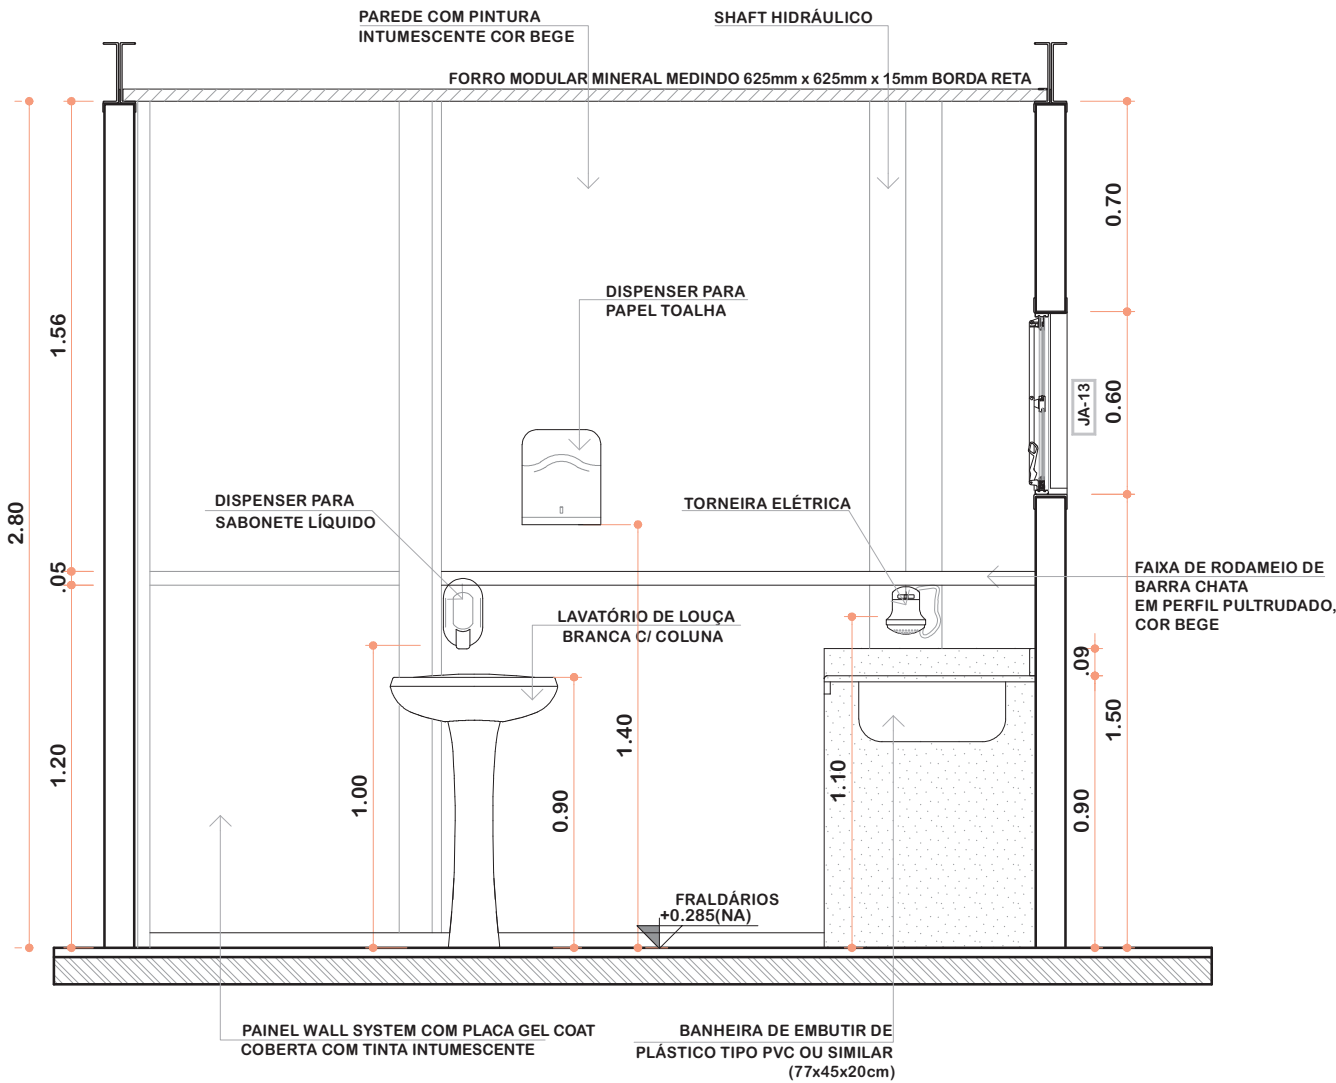 PAREDE COM PINTURA
INTUMESCENTE COR BEGE
SHAFT HIDRÁULICO
FORRO MODULAR MINERAL MEDINDO 625mm x 625mm x 15mm BORDA RETA
0.70
DISPENSER PARA
PAPEL TOALHA
1.56
JA-13
0.60
DISPENSER PARA
SABONETE LÍQUIDO
TORNEIRA ELÉTRICA
2.80
.05
FAIXA DE RODAMEIO DE
BARRA CHATA
EM PERFIL PULTRUDADO,
COR BEGE
LAVATÓRIO DE LOUÇA
BRANCA C/ COLUNA
.09
1.50
1.40
1.20
1.00
0.90
1.10
0.90
FRALDÁRIOS
+0.285(NA)
PAINEL WALL SYSTEM COM PLACA GEL COAT
COBERTA COM TINTA INTUMESCENTE
BANHEIRA DE EMBUTIR DE
PLÁSTICO TIPO PVC OU SIMILAR
(77x45x20cm)